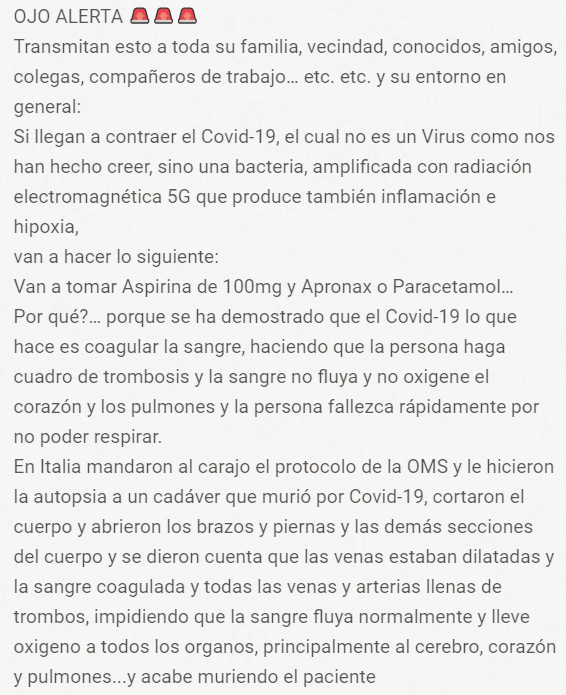 OJO ALERTA 🚨🚨🚨
Transmitan esto a toda su familia, vecindad, conocidos, amigos,
colegas, compañeros de trabajo… etc. etc. y su entorno en
general:
Si llegan a contraer el Covid-19, el cual no es un Virus como nos
han hecho creer, sino una bacteria, amplificada con radiación
electromagnética 5G que produce también inflamación e
hipoxia,
van a hacer lo siguiente:
Van a tomar Aspirina de 100mg y Apronax o Paracetamol…
Por qué?… porque se ha demostrado que el Covid-19 lo que
hace es coagular la sangre, haciendo que la persona haga
cuadro de trombosis y la sangre no fluya y no oxigene el
corazón y los pulmones y la persona fallezca rápidamente por
no poder respirar.
En Italia mandaron al carajo el protocolo de la OMS y le hicieron
la autopsia a un cadáver que murió por Covid-19, cortaron el
cuerpo y abrieron los brazos y piernas y las demás secciones
del cuerpo y se dieron cuenta que las venas estaban dilatadas y
la sangre coagulada y todas las venas y arterias llenas de
trombos, impidiendo que la sangre fluya normalmente y lleve
oxigeno a todos los organos, principalmente al cerebro, corazón
y pulmones...y acabe muriendo el paciente